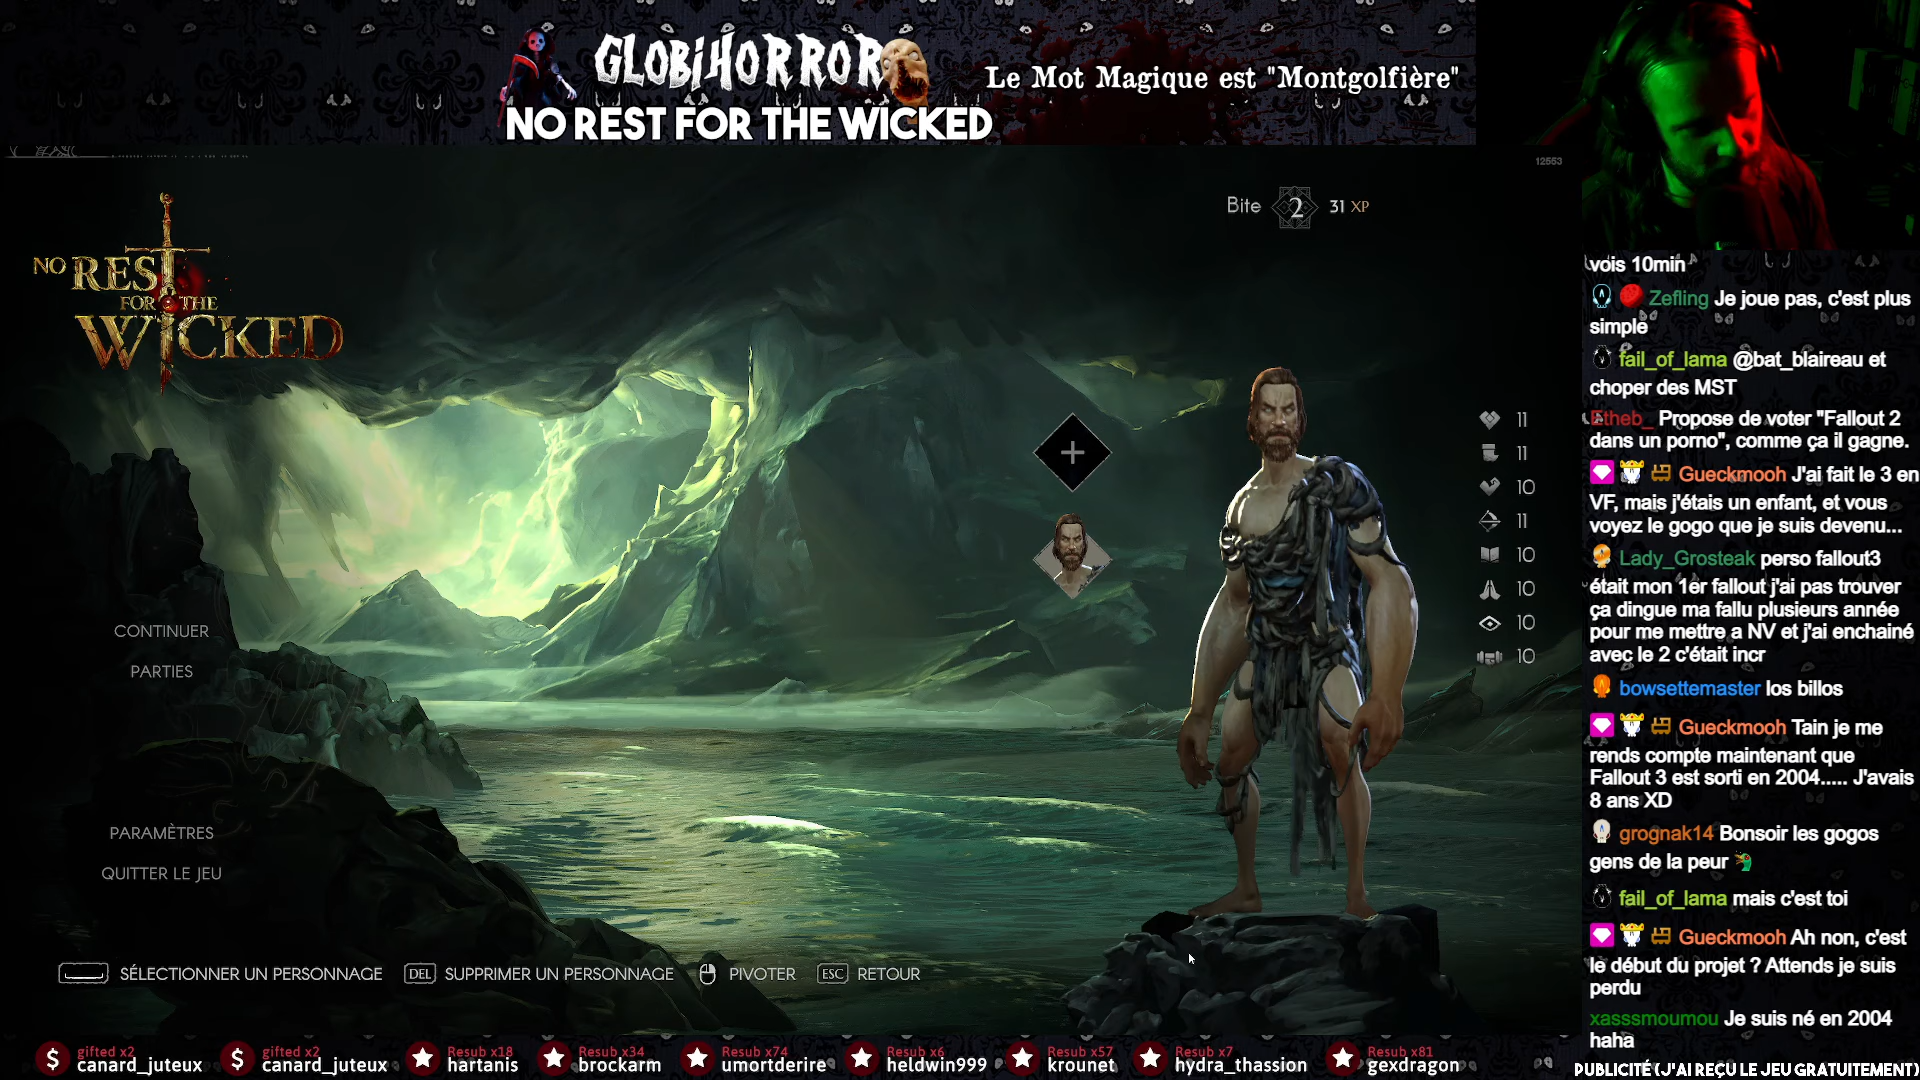 GLOBIHORROR
NO REST FOR THE WICKED
Le Mot Magique est "Montgolfière"
12553
NO REST
FOR THE
WICKED
Bite 2 31 XP
11
11
10
11
10
10
10
10
CONTINUER
PARTIES
PARAMÈTRES
QUITTER LE JEU
SÉLECTIONNER UN PERSONNAGE DEL SUPPRIMER UN PERSONNAGE PIVOTER ESC RETOUR
vois 10min
Zefling Je joue pas, c'est plus
simple
fail_of_lama @bat_blaireau et
choper des MST
Etheb_ Propose de voter "Fallout 2
dans un porno", comme ça il gagne.
Gueckmooh J'ai fait le 3 en
VF, mais j'étais un enfant, et vous
voyez le gogo que je suis devenu...
Lady_Grosteak perso fallout3
était mon 1er fallout j'ai pas trouver
ça dingue ma fallu plusieurs année
pour me mettre a NV et j'ai enchainé
avec le 2 c'était incr
bowsettemaster los billos
Gueckmooh Tain je me
rends compte maintenant que
Fallout 3 est sorti en 2004..... J'avais
8 ans XD
grognak14 Bonsoir les gogos
gens de la peur
fail_of_lama mais c'est toi
Gueckmooh Ah non, c'est
le début du projet ? Attends je suis
perdu
xasssmoumou Je suis né en 2004
haha
gifted x2
canard_juteux
gifted x2
canard_juteux
Resub x18
hartanis
Resub x34
brockarm
Resub x74
umortderire
Resub x6
heldwin999
Resub x57
krounet
Resub x7
hydra_thassion
Resub x81
gexdragon
PUBLICITÉ (J'AI REÇU LE JEU GRATUITEMENT)